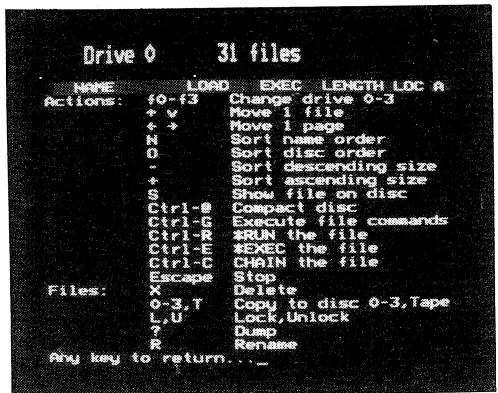 Drive 0 31 files
NAME LOAD EXEC LENGTH LOC A
Actions: f0-f3 Change drive 0-3
↑ v Move 1 file
← → Move 1 page
N Sort name order
O Sort disc order
- Sort descending size
+ Sort ascending size
S Show file on disc
Ctrl-@ Compact disc
Ctrl-G Execute file commands
Ctrl-R *RUN the file
Ctrl-E *EXEC the file
Ctrl-C CHAIN the file
Escape Stop
Files: X Delete
0-3,T Copy to disc 0-3,Tape
L,U Lock,Unlock
? Dump
R Rename
Any key to return..._